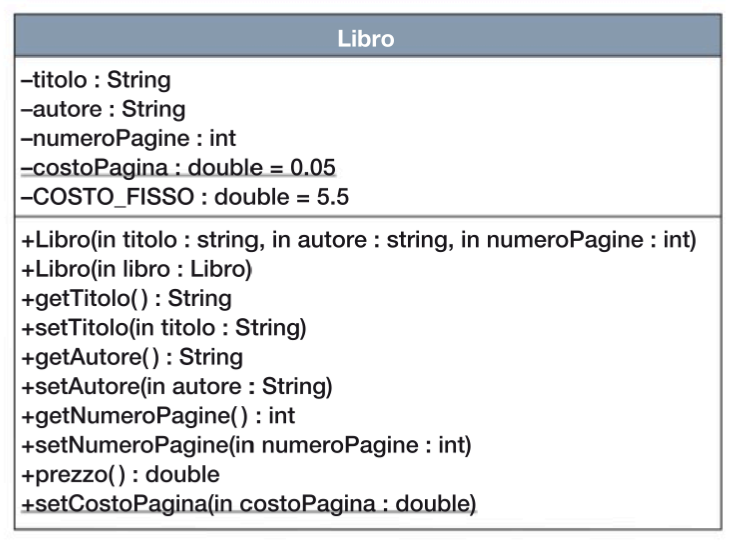 Libro
–titolo : String
–autore : String
–numeroPagine : int
–costoPagina : double = 0.05
–COSTO_FISSO : double = 5.5
+Libro(in titolo : string, in autore : string, in numeroPagine : int)
+Libro(in libro : Libro)
+getTitolo() : String
+setTitolo(in titolo : String)
+getAutore() : String
+setAutore(in autore : String)
+getNumeroPagine() : int
+setNumeroPagine(in numeroPagine : int)
+prezzo() : double
+setCostoPagina(in costoPagina : double)